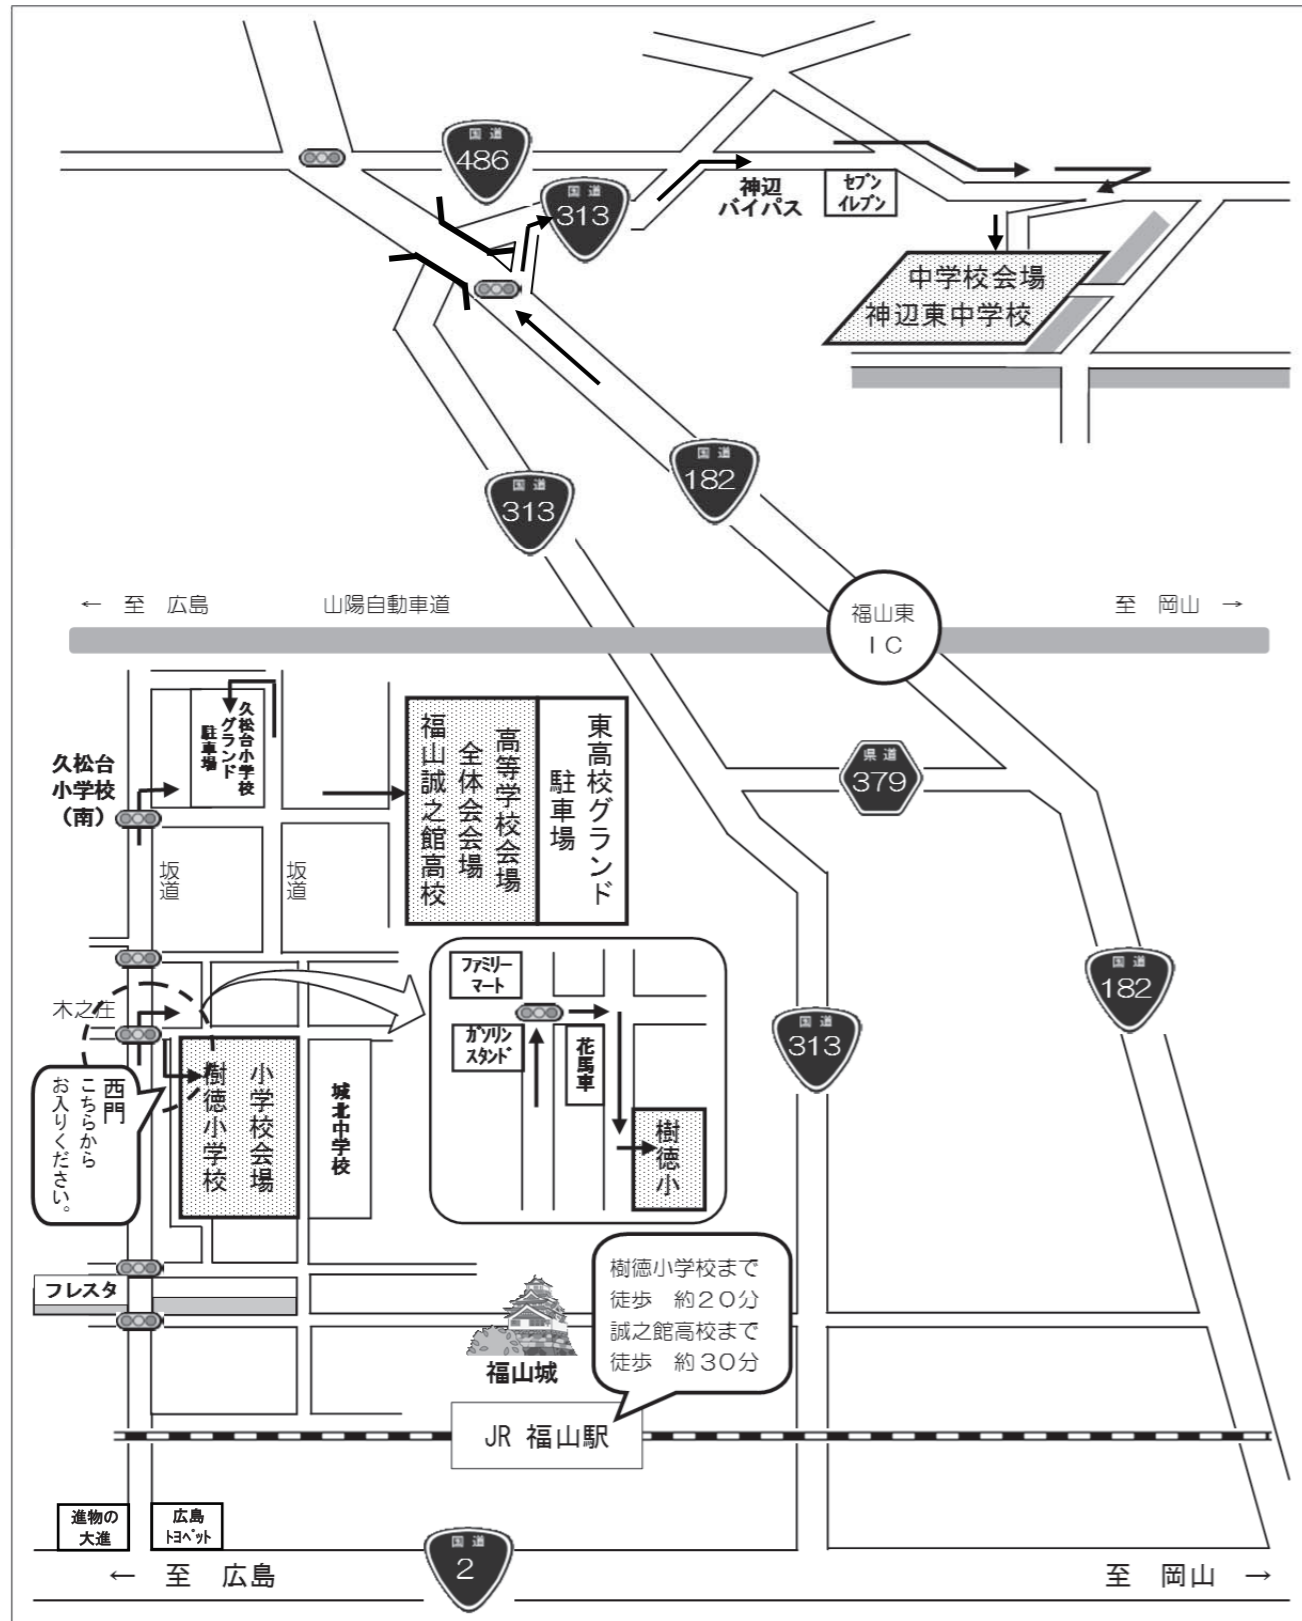 国道
486
国道
313
神辺
バイパス
セブン
イレブン
中学校会場
神辺東中学校
国道
182
国道
313
← 至 広島
山陽自動車道
福山東
IC
至 岡山 →
久松台小学校
グランド
駐車場
久松台
小学校
（南）
坂道
坂道
高等学校会場
全体会会場
福山誠之館高校
東高校グランド
駐車場
県道
379
国道
182
国道
313
木之庄
西門
こちらから
お入りください。
小学校会場
樹徳小学校
城北中学校
ファミリー
マート
ガソリン
スタンド
花馬車
樹徳小
フレスタ
福山城
樹徳小学校まで
徒歩 約20分
誠之館高校まで
徒歩 約30分
JR 福山駅
進物の
大進
広島
トヨペット
国道
2
← 至 広島
至 岡山 →